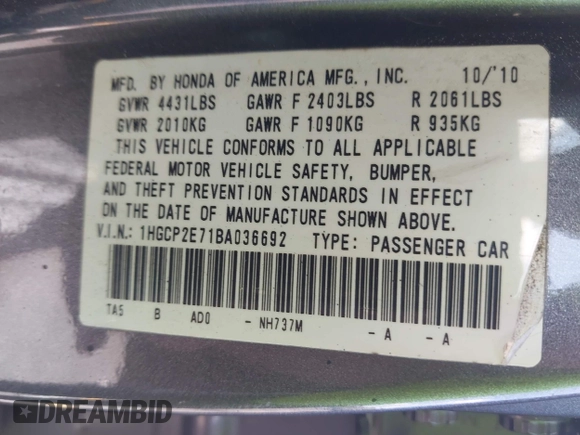 MFD. BY HONDA OF AMERICA MFG., INC. 10/'10
GVWR 4431LBS GAWR F 2403LBS R 2061LBS
GVWR 2010KG GAWR F 1090KG R 935KG
THIS VEHICLE CONFORMS TO ALL APPLICABLE
FEDERAL MOTOR VEHICLE SAFETY, BUMPER,
AND THEFT PREVENTION STANDARDS IN EFFECT
ON THE DATE OF MANUFACTURE SHOWN ABOVE.
V.I.N.: 1HGCP2E71BA036692 TYPE: PASSENGER CAR
TA5 B AD0 - NH737M - A - A
DREAMBID